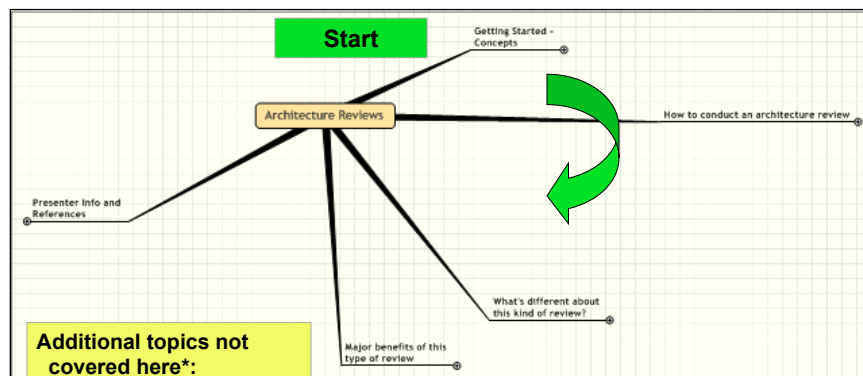 Start
Getting Started -
Concepts
Architecture Reviews
How to conduct an architecture review
Presenter Info and
References
What's different about
this kind of review?
Major benefits of this
type of review
Additional topics not
covered here*: